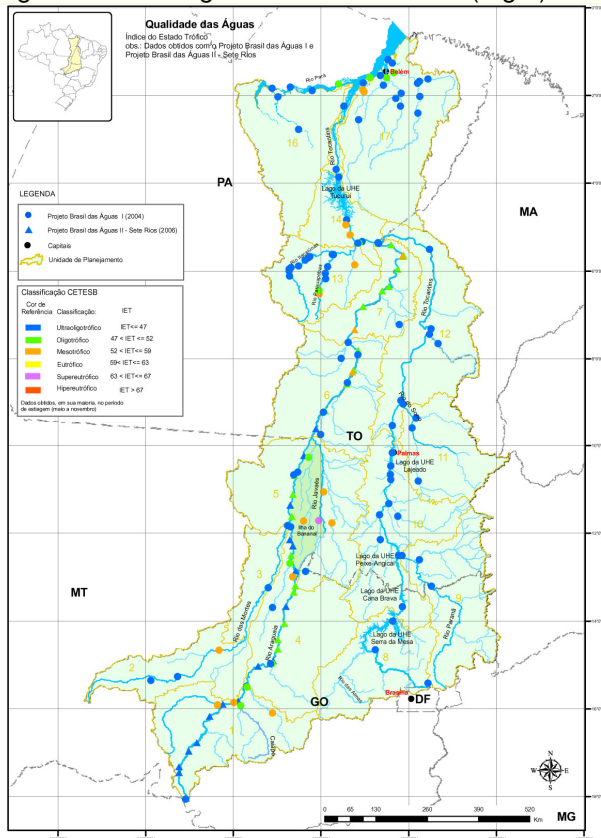 Qualidade das Águas
Índice do Estado Trófico
obs.: Dados obtidos com o Projeto Brasil das Águas I e
Projeto Brasil das Águas II - Sete Rios
LEGENDA
Projeto Brasil das Águas I (2004)
Projeto Brasil das Águas II - Sete Rios (2006)
Capitais
Unidade de Planejamento
Classificação CETESB
Cor de
Referência Classificação: IET
Ultraoligotrófico IET<= 47
Oligotrófico 47 < IET <= 52
Mesotrófico 52 < IET<= 59
Eutrófico 59< IET<= 63
Supereutrófico 63 < IET<= 67
Hipereutrófico IET > 67
Dados obtidos, em sua maioria, no período
de estiagem (maio a novembro)
Rio Pará
Belém
16
17
Rio Tocantins
PA
Lago da UHE
Tucuruí
MA
14
13
7
Rio Tocantins
12
6
Rio do Sono
TO
Palmas
Lago da UHE
Lajeado
11
5
Rio Javaés
Ilha do
Bananal
10
Lago da UHE
Peixe-Angical
3
MT
Lago da UHE
Cana Brava
9
Rio das Mortes
Rio Paranã
Lago da UHE
Serra da Mesa
4
Rio Araguaia
8
2
Rio das Almas
Brasília
GO
DF
1
MG
N
W E
S
0 65 130 260 390 520
Km